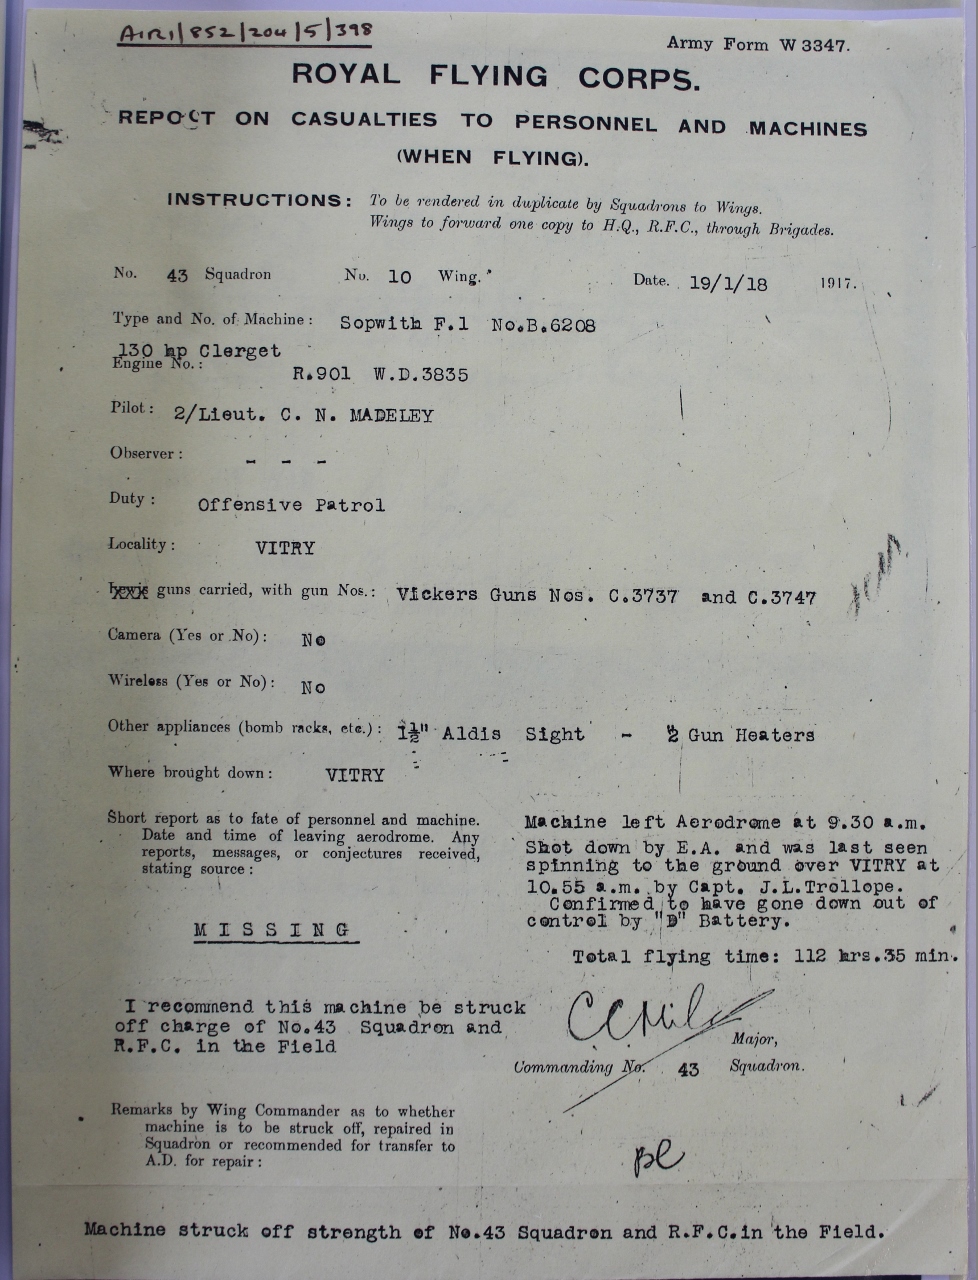 AIR1/852/204/5/398
Army Form W 3347.
ROYAL FLYING CORPS.
REPORT ON CASUALTIES TO PERSONNEL AND MACHINES
(WHEN FLYING).
INSTRUCTIONS: To be rendered in duplicate by Squadrons to Wings.
Wings to forward one copy to H.Q., R.F.C., through Brigades.
No. 43 Squadron No. 10 Wing. Date. 19/1/18 1917.
Type and No. of Machine: Sopwith F.1 No.B.6208
130 hp Clerget
Engine No.:
R.901 W.D.3835
Pilot: 2/Lieut. C. N. MADELEY
Observer: - - -
Duty: Offensive Patrol
Locality: VITRY
guns carried, with gun Nos.: Vickers Guns Nos. C.3737 and C.3747
Camera (Yes or No): No
Wireless (Yes or No): No
Other appliances (bomb racks, etc.): 1½" Aldis Sight - 2 Gun Heaters
Where brought down: VITRY
Short report as to fate of personnel and machine.
Date and time of leaving aerodrome. Any
reports, messages, or conjectures received,
stating source:
MISSING
Machine left Aerodrome at 9.30 a.m.
Shot down by E.A. and was last seen
spinning to the ground over VITRY at
10.55 a.m. by Capt. J.L.Trollope.
Confirmed to have gone down out of
control by "D" Battery.
Total flying time: 112 hrs.35 min.
I recommend this machine be struck
off charge of No.43 Squadron and
R.F.C. in the Field
Major,
Commanding No. 43 Squadron.
Remarks by Wing Commander as to whether
machine is to be struck off, repaired in
Squadron or recommended for transfer to
A.D. for repair:
Machine struck off strength of No.43 Squadron and R.F.C.in the Field.